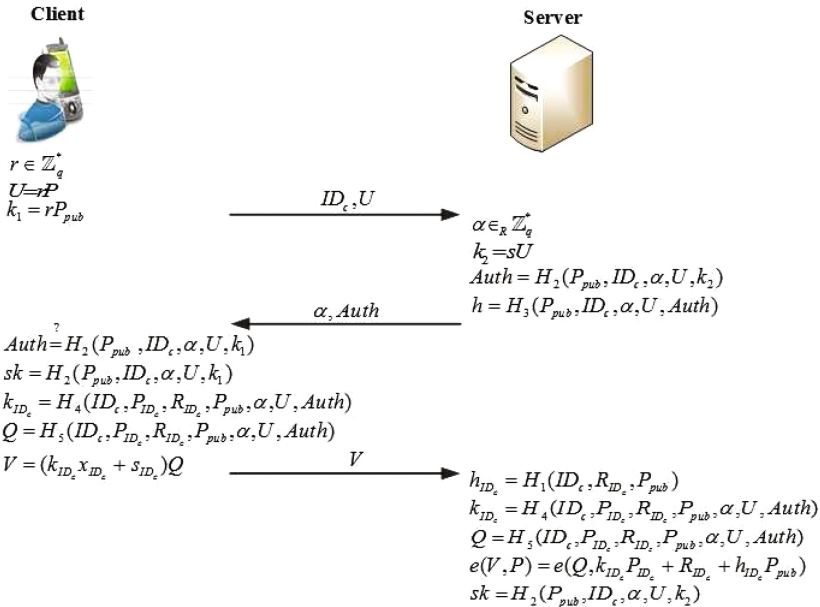 Client
Server
r ∈ ℤ*_q
U=rP
k_1 = rP_pub
ID_c,U
α∈_R ℤ*_q
k_2=sU
Auth = H_2(P_pub,ID_c,α,U,k_2)
h = H_3(P_pub,ID_c,α,U,Auth)
α,Auth
Auth ?= H_2(P_pub,ID_c,α,U,k_1)
sk = H_2(P_pub,ID_c,α,U,k_1)
k_ID_c = H_4(ID_c,P_ID_c,R_ID_c,P_pub,α,U,Auth)
Q = H_5(ID_c,P_ID_c,R_ID_c,P_pub,α,U,Auth)
V = (k_ID_c x_ID_c + s_ID_c)Q
V
h_ID_c = H_1(ID_c,R_ID_c,P_pub)
k_ID_c = H_4(ID_c,P_ID_c,R_ID_c,P_pub,α,U,Auth)
Q = H_5(ID_c,P_ID_c,R_ID_c,P_pub,α,U,Auth)
e(V,P) = e(Q,k_ID_c P_ID_c + R_ID_c + h_ID_c P_pub)
sk = H_2(P_pub,ID_c,α,U,k_2)